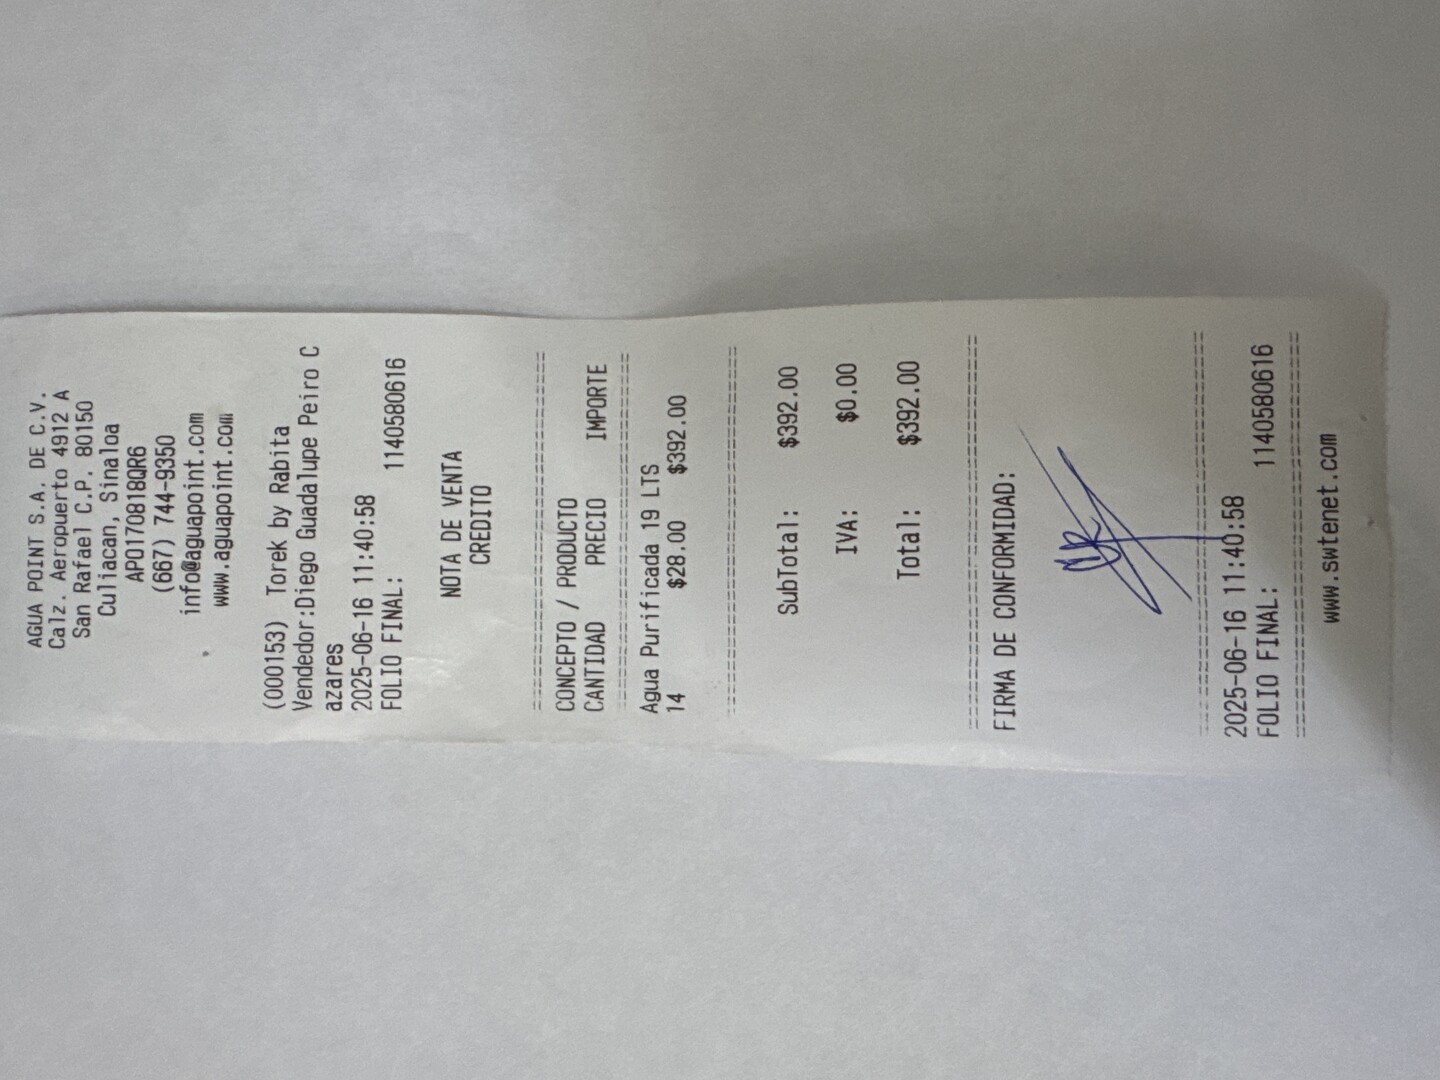 AGUA POINT S.A. DE C.V.
Calz. Aeropuerto 4912 A
San Rafael C.P. 80150
Culiacan, Sinaloa
APO170818QR6
(667) 744-9350
info@aguapoint.com
www.aguapoint.com
(000153) Torek by Rabita
Vendedor:Diego Guadalupe Peiro C
azares
2025-06-16 11:40:58
FOLIO FINAL: 1140580616
NOTA DE VENTA
CREDITO
================================
CONCEPTO / PRODUCTO
CANTIDAD PRECIO IMPORTE
================================
Agua Purificada 19 LTS
14 $28.00 $392.00
================================
SubTotal: $392.00
IVA: $0.00
Total: $392.00
================================
FIRMA DE CONFORMIDAD:
================================
2025-06-16 11:40:58
FOLIO FINAL: 1140580616
================================
www.swtenet.com